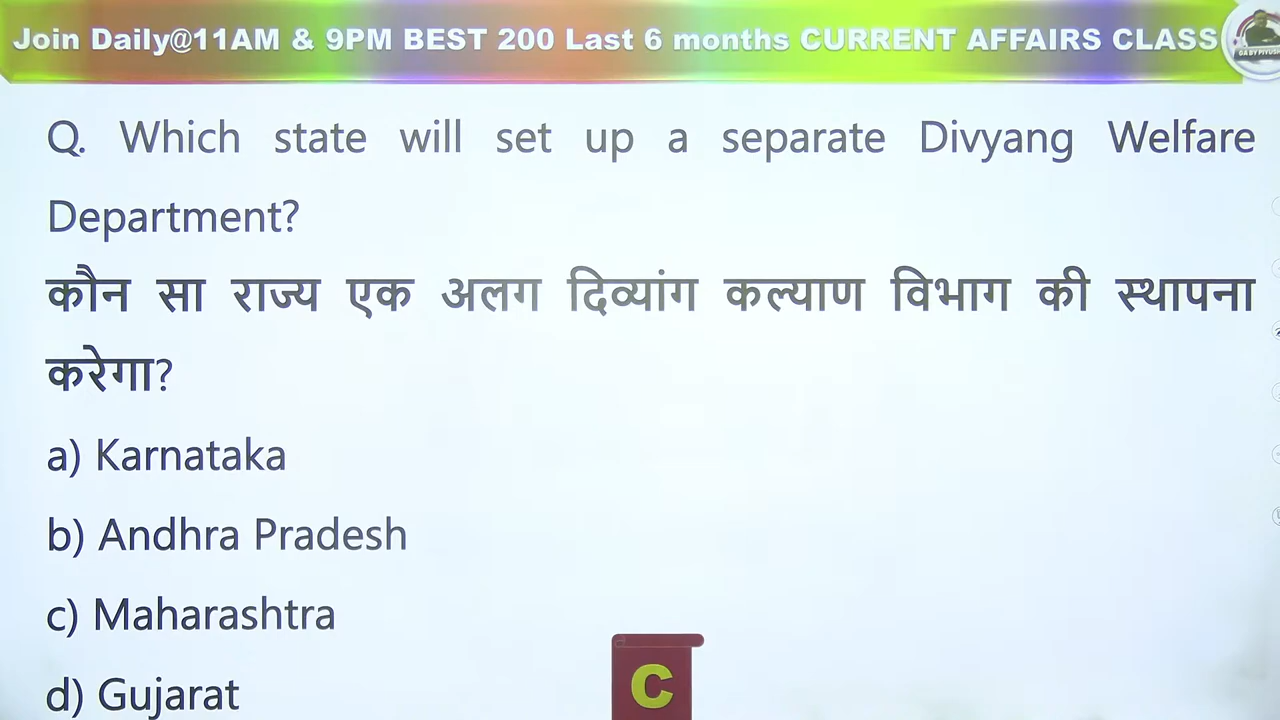 Join Daily@11AM & 9PM BEST 200 Last 6 months CURRENT AFFAIRS CLASS
Q. Which state will set up a separate Divyang Welfare
Department?
कौन सा राज्य एक अलग दिव्यांग कल्याण विभाग की स्थापना
करेगा?
a) Karnataka
b) Andhra Pradesh
c) Maharashtra
d) Gujarat
C